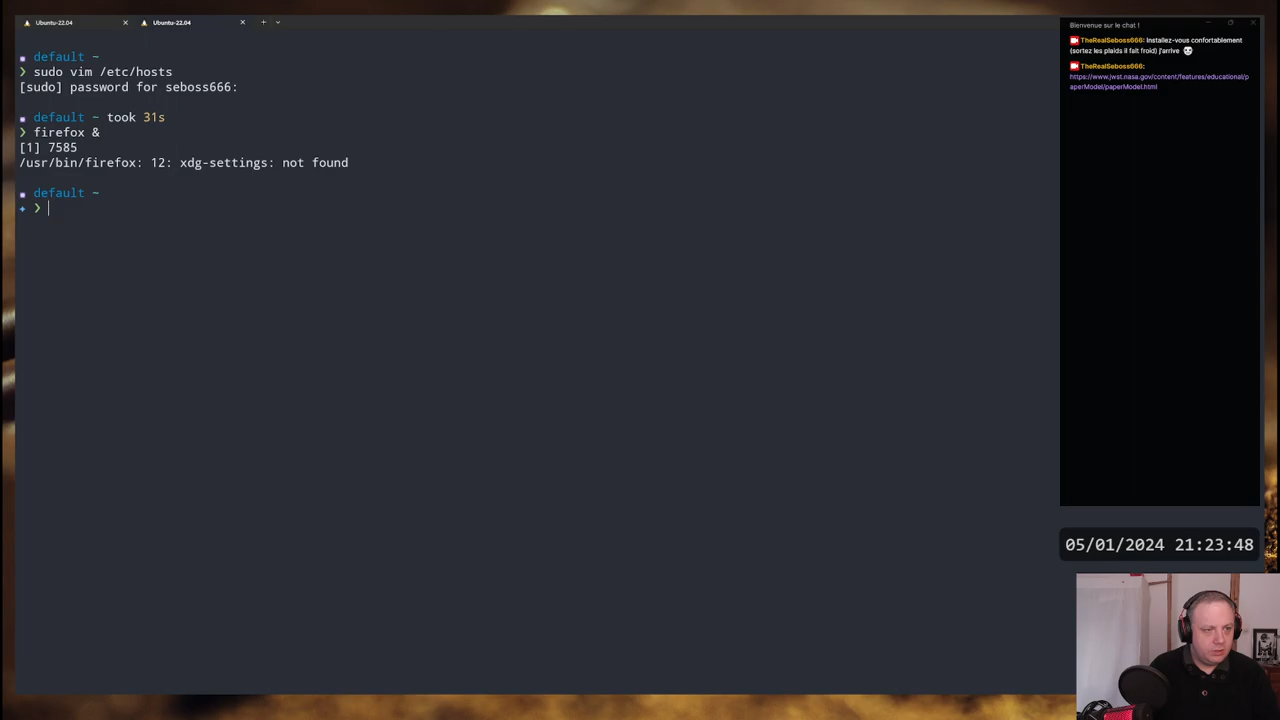 Ubuntu-22.04
Ubuntu-22.04
default ~
❯ sudo vim /etc/hosts
[sudo] password for seboss666:
default ~ took 31s
❯ firefox &
[1] 7585
/usr/bin/firefox: 12: xdg-settings: not found
default ~
✦ ❯
Bienvenue sur le chat !
TheRealSeboss666: Installez-vous confortablement
(sortez les plaids il fait froid) j'arrive
TheRealSeboss666:
https://www.jwst.nasa.gov/content/features/educational/p
aperModel/paperModel.html
05/01/2024 21:23:48